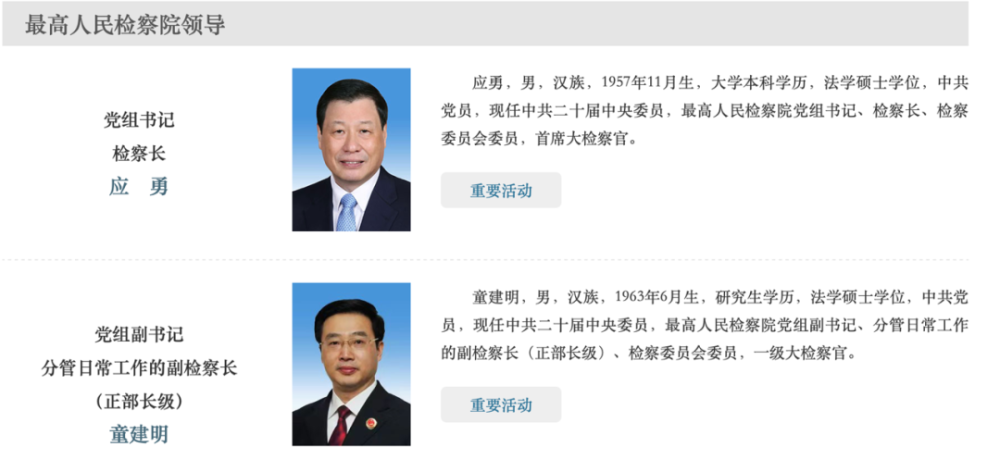 最高人民检察院领导
党组书记
检察长
应 勇
应勇，男，汉族，1957年11月生，大学本科学历，法学硕士学位，中共
党员，现任中共二十届中央委员，最高人民检察院党组书记、检察长、检察
委员会委员，首席大检察官。
重要活动
党组副书记
分管日常工作的副检察长
（正部长级）
童建明
童建明，男，汉族，1963年6月生，研究生学历，法学硕士学位，中共党
员，现任中共二十届中央委员，最高人民检察院党组副书记、分管日常工作
的副检察长（正部长级）、检察委员会委员，一级大检察官。
重要活动